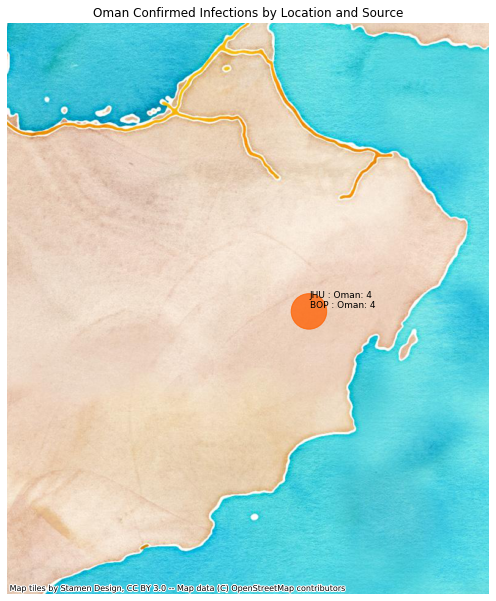 Oman Confirmed Infections by Location and Source
JHU : Oman: 4
BOP : Oman: 4
Map tiles by Stamen Design, CC BY 3.0 -- Map data (C) OpenStreetMap contributors